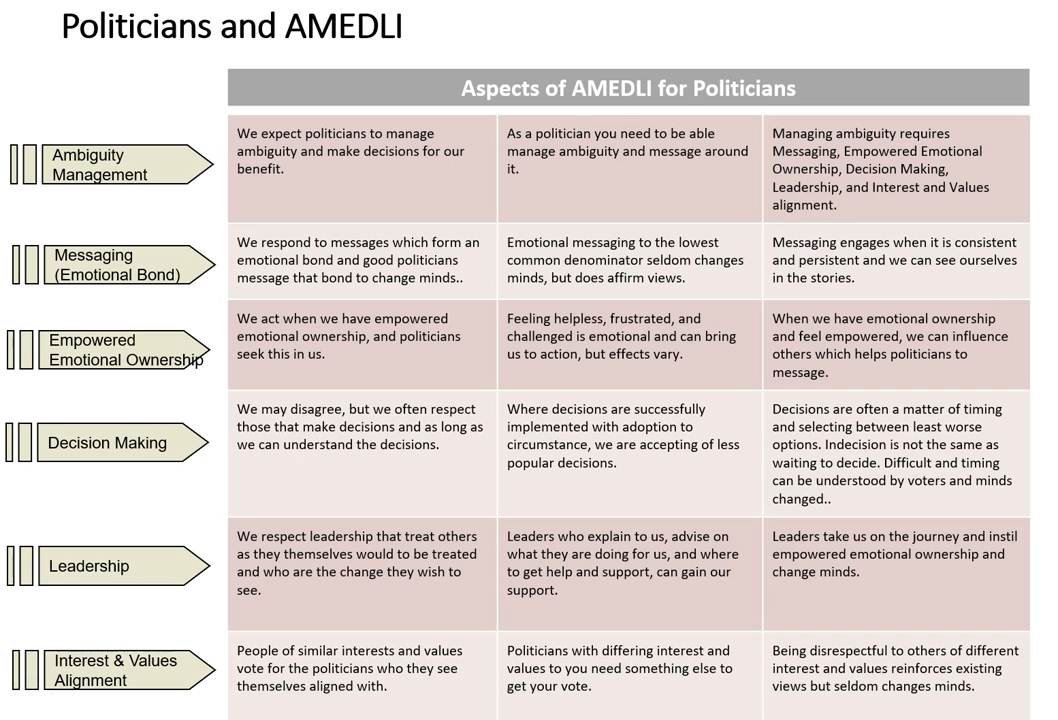 Politicians and AMEDLI
Aspects of AMEDLI for Politicians
Ambiguity
Management
We expect politicians to manage
ambiguity and make decisions for our
benefit.
As a politician you need to be able
manage ambiguity and message around
it.
Managing ambiguity requires
Messaging, Empowered Emotional
Ownership, Decision Making,
Leadership, and Interest and Values
alignment.
Messaging
(Emotional Bond)
We respond to messages which form an
emotional bond and good politicians
message that bond to change minds..
Emotional messaging to the lowest
common denominator seldom changes
minds, but does affirm views.
Messaging engages when it is consistent
and persistent and we can see ourselves
in the stories.
Empowered
Emotional Ownership
We act when we have empowered
emotional ownership, and politicians
seek this in us.
Feeling helpless, frustrated, and
challenged is emotional and can bring
us to action, but effects vary.
When we have emotional ownership
and feel empowered, we can influence
others which helps politicians to
message.
Decision Making
We may disagree, but we often respect
those that make decisions and as long as
we can understand the decisions.
Where decisions are successfully
implemented with adoption to
circumstance, we are accepting of less
popular decisions.
Decisions are often a matter of timing
and selecting between least worse
options. Indecision is not the same as
waiting to decide. Difficult and timing
can be understood by voters and minds
changed..
Leadership
We respect leadership that treat others
as they themselves would to be treated
and who are the change they wish to
see.
Leaders who explain to us, advise on
what they are doing for us, and where
to get help and support, can gain our
support.
Leaders take us on the journey and instil
empowered emotional ownership and
change minds.
Interest & Values
Alignment
People of similar interests and values
vote for the politicians who they see
themselves aligned with.
Politicians with differing interest and
values to you need something else to
get your vote.
Being disrespectful to others of different
interest and values reinforces existing
views but seldom changes minds.